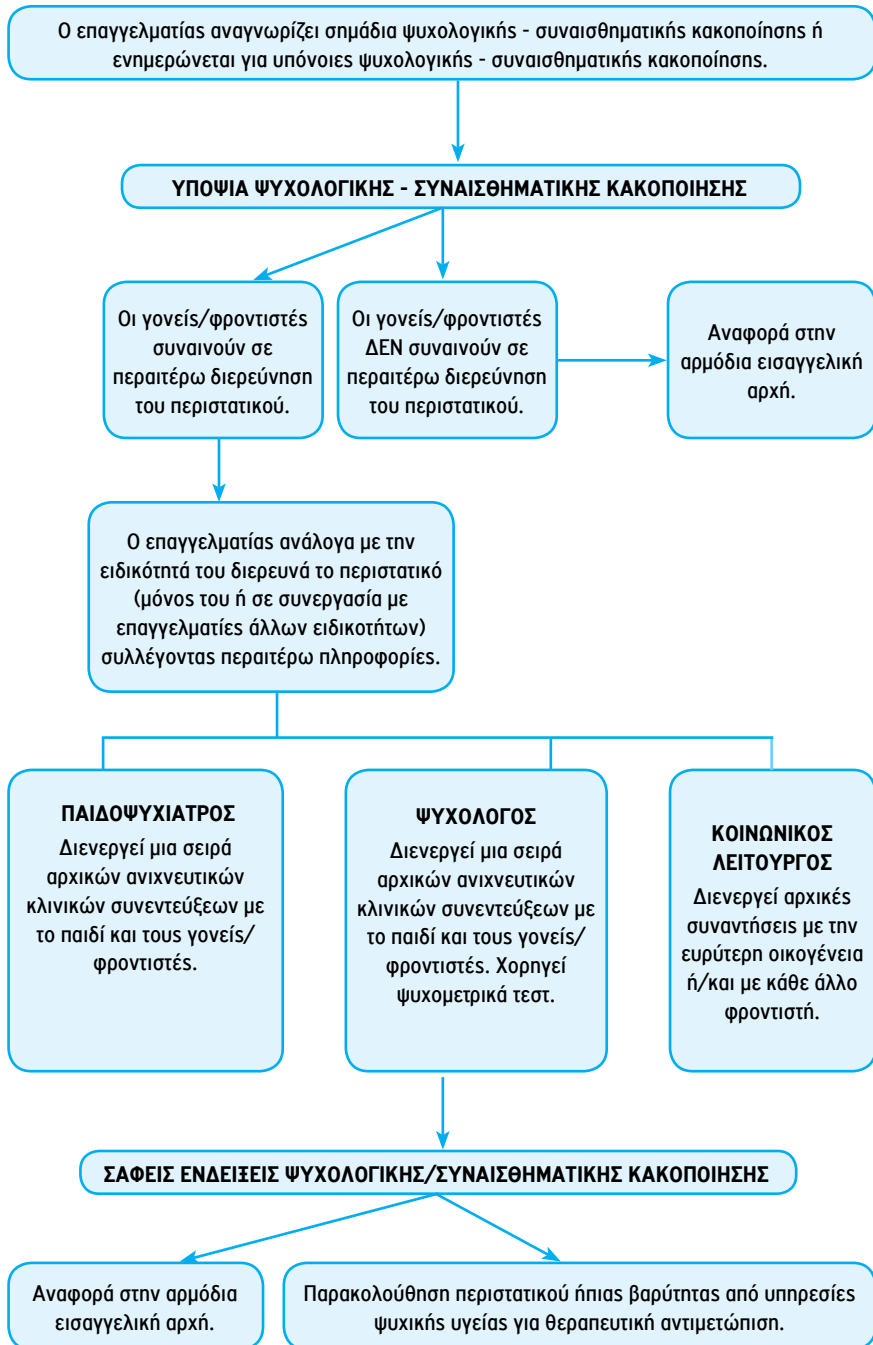 Ο επαγγελματίας αναγνωρίζει σημάδια ψυχολογικής - συναισθηματικής κακοποίησης ή
ενημερώνεται για υπόνοιες ψυχολογικής - συναισθηματικής κακοποίησης.
ΥΠΟΨΙΑ ΨΥΧΟΛΟΓΙΚΗΣ - ΣΥΝΑΙΣΘΗΜΑΤΙΚΗΣ ΚΑΚΟΠΟΙΗΣΗΣ
Οι γονείς/φροντιστές
συναινούν σε
περαιτέρω διερεύνηση
του περιστατικού.
Οι γονείς/φροντιστές
ΔΕΝ συναινούν σε
περαιτέρω διερεύνηση
του περιστατικού.
Αναφορά στην
αρμόδια εισαγγελική
αρχή.
Ο επαγγελματίας ανάλογα με την
ειδικότητά του διερευνά το περιστατικό
(μόνος του ή σε συνεργασία με
επαγγελματίες άλλων ειδικοτήτων)
συλλέγοντας περαιτέρω πληροφορίες.
ΠΑΙΔΟΨΥΧΙΑΤΡΟΣ
Διενεργεί μια σειρά
αρχικών ανιχνευτικών
κλινικών συνεντεύξεων με
το παιδί και τους γονείς/
φροντιστές.
ΨΥΧΟΛΟΓΟΣ
Διενεργεί μια σειρά
αρχικών ανιχνευτικών
κλινικών συνεντεύξεων με
το παιδί και τους γονείς/
φροντιστές. Χορηγεί
ψυχομετρικά τεστ.
ΚΟΙΝΩΝΙΚΟΣ
ΛΕΙΤΟΥΡΓΟΣ
Διενεργεί αρχικές
συναντήσεις με την
ευρύτερη οικογένεια
ή/και με κάθε άλλο
φροντιστή.
ΣΑΦΕΙΣ ΕΝΔΕΙΞΕΙΣ ΨΥΧΟΛΟΓΙΚΗΣ/ΣΥΝΑΙΣΘΗΜΑΤΙΚΗΣ ΚΑΚΟΠΟΙΗΣΗΣ
Αναφορά στην αρμόδια
εισαγγελική αρχή.
Παρακολούθηση περιστατικού ήπιας βαρύτητας από υπηρεσίες
ψυχικής υγείας για θεραπευτική αντιμετώπιση.